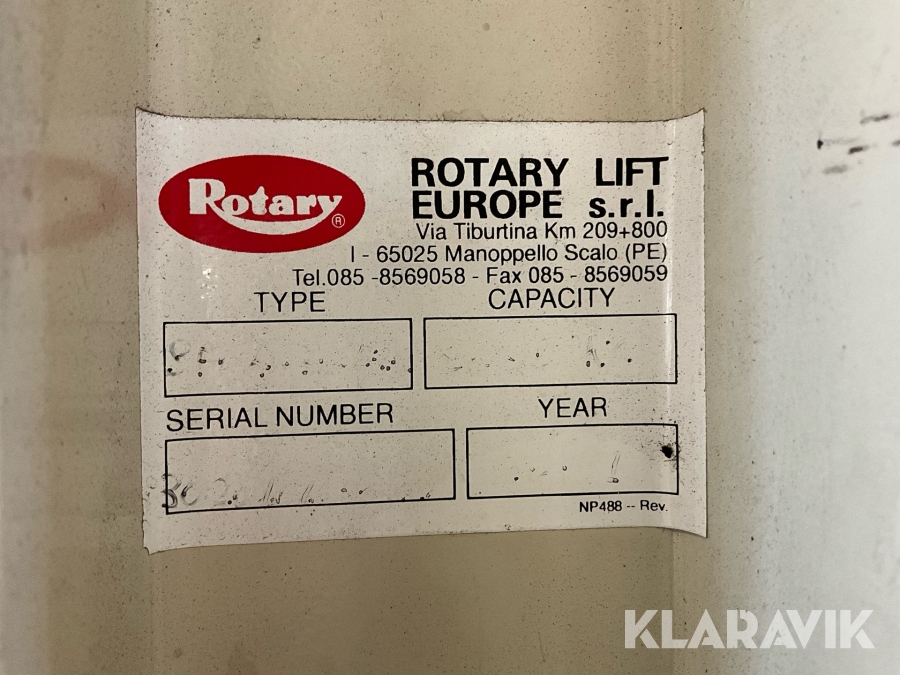 Rotary®
ROTARY LIFT
EUROPE s.r.l.
Via Tiburtina Km 209+800
I - 65025 Manoppello Scalo (PE)
Tel.085 -8569058 - Fax 085 - 8569059
TYPE CAPACITY
SERIAL NUMBER YEAR
NP488 -- Rev.
KLARAVIK